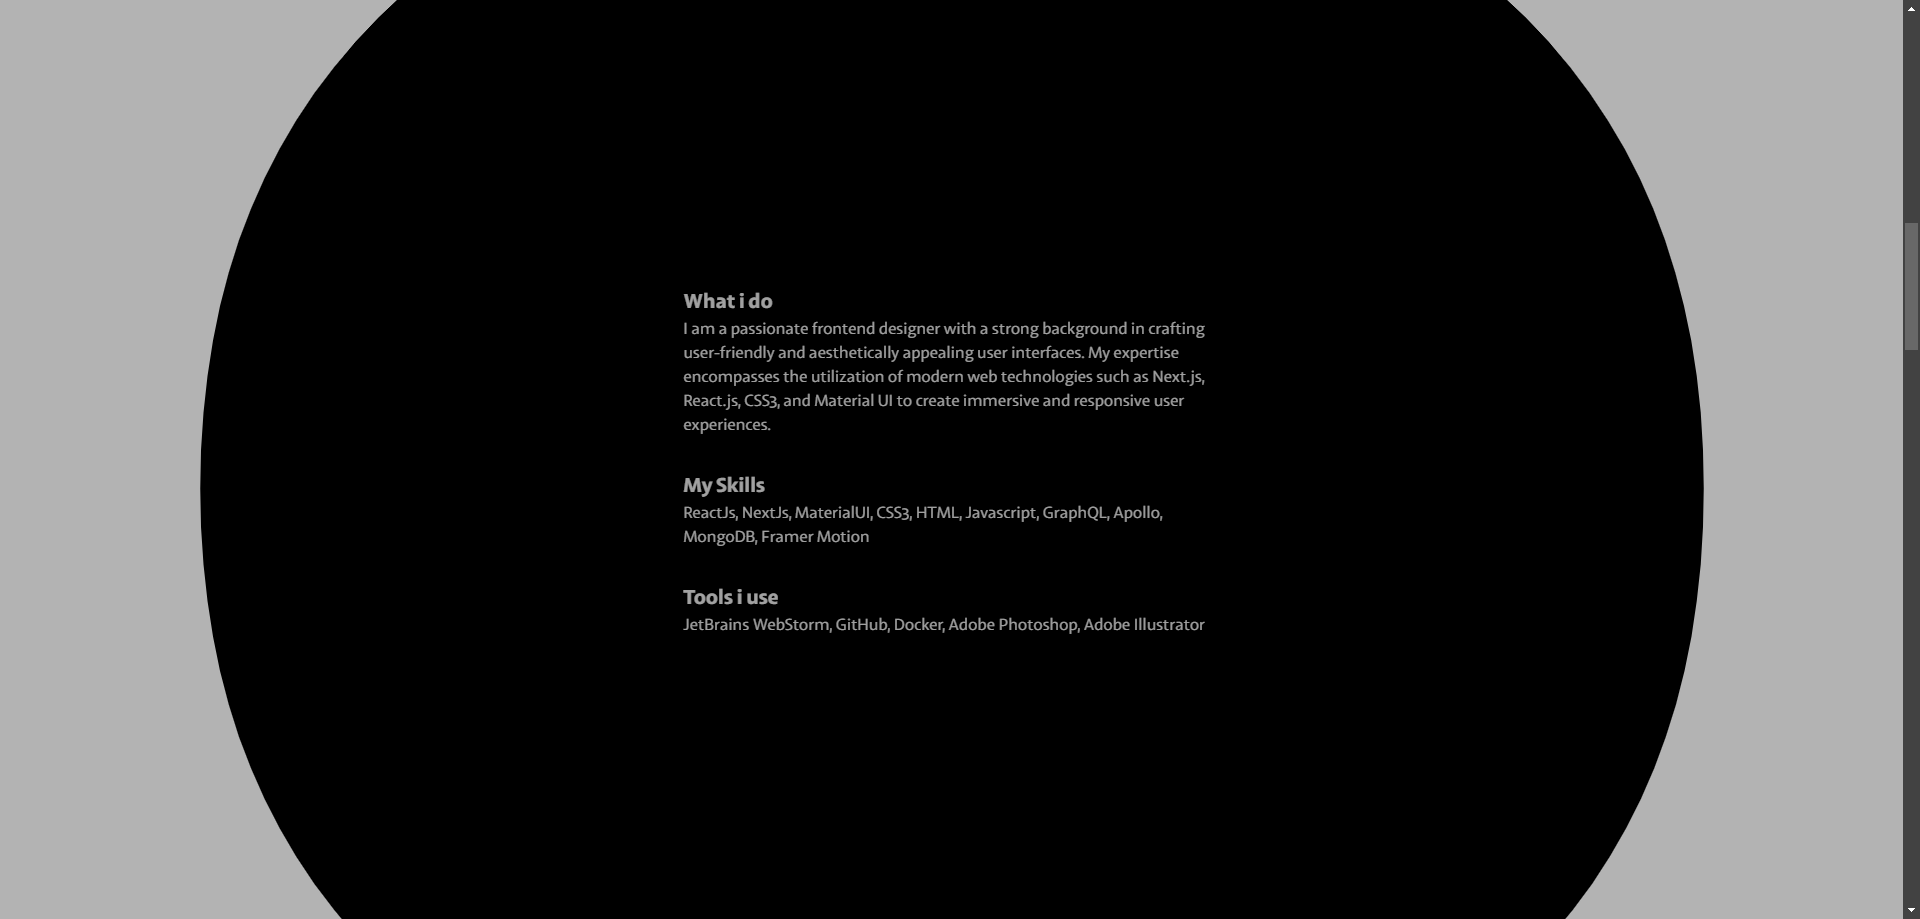 What i do
I am a passionate frontend designer with a strong background in crafting
user-friendly and aesthetically appealing user interfaces. My expertise
encompasses the utilization of modern web technologies such as Next.js,
React.js, CSS3, and Material UI to create immersive and responsive user
experiences.
My Skills
ReactJs, NextJs, MaterialUI, CSS3, HTML, Javascript, GraphQL, Apollo,
MongoDB, Framer Motion
Tools i use
JetBrains WebStorm, GitHub, Docker, Adobe Photoshop, Adobe Illustrator